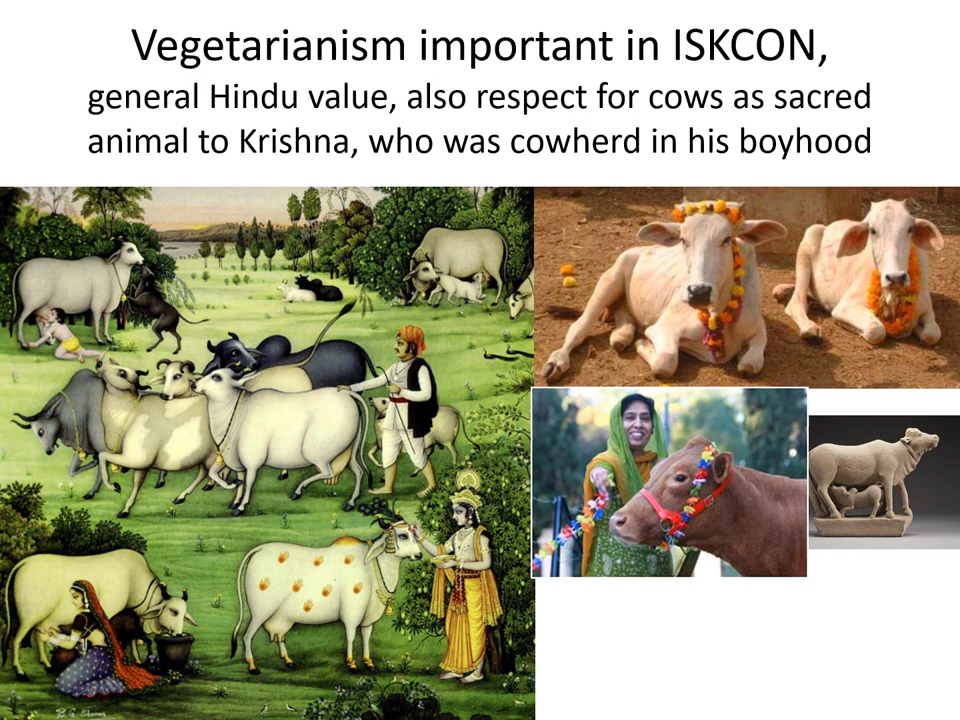 Vegetarianism important in ISKCON,
general Hindu value, also respect for cows as sacred
animal to Krishna, who was cowherd in his boyhood
B. G. Sharma